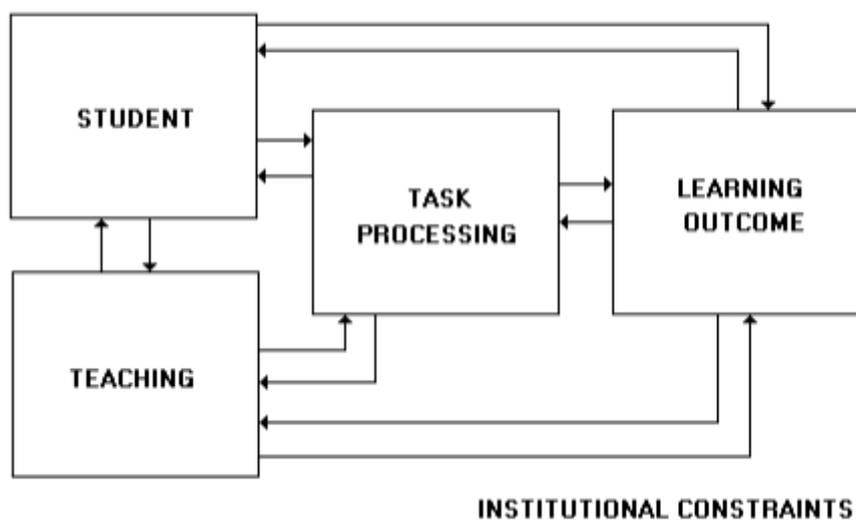 STUDENT
TASK
PROCESSING
LEARNING
OUTCOME
TEACHING
INSTITUTIONAL CONSTRAINTS